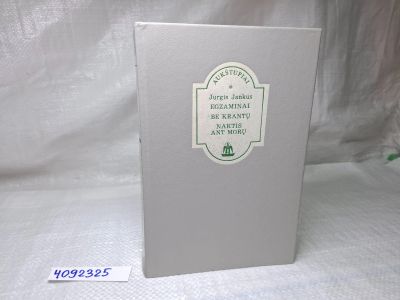 AUKŠTUPIAI
Jurgis Jankus
EGZAMINAI
BE KRANTŲ
NAKTIS
ANT MORŲ
4092325